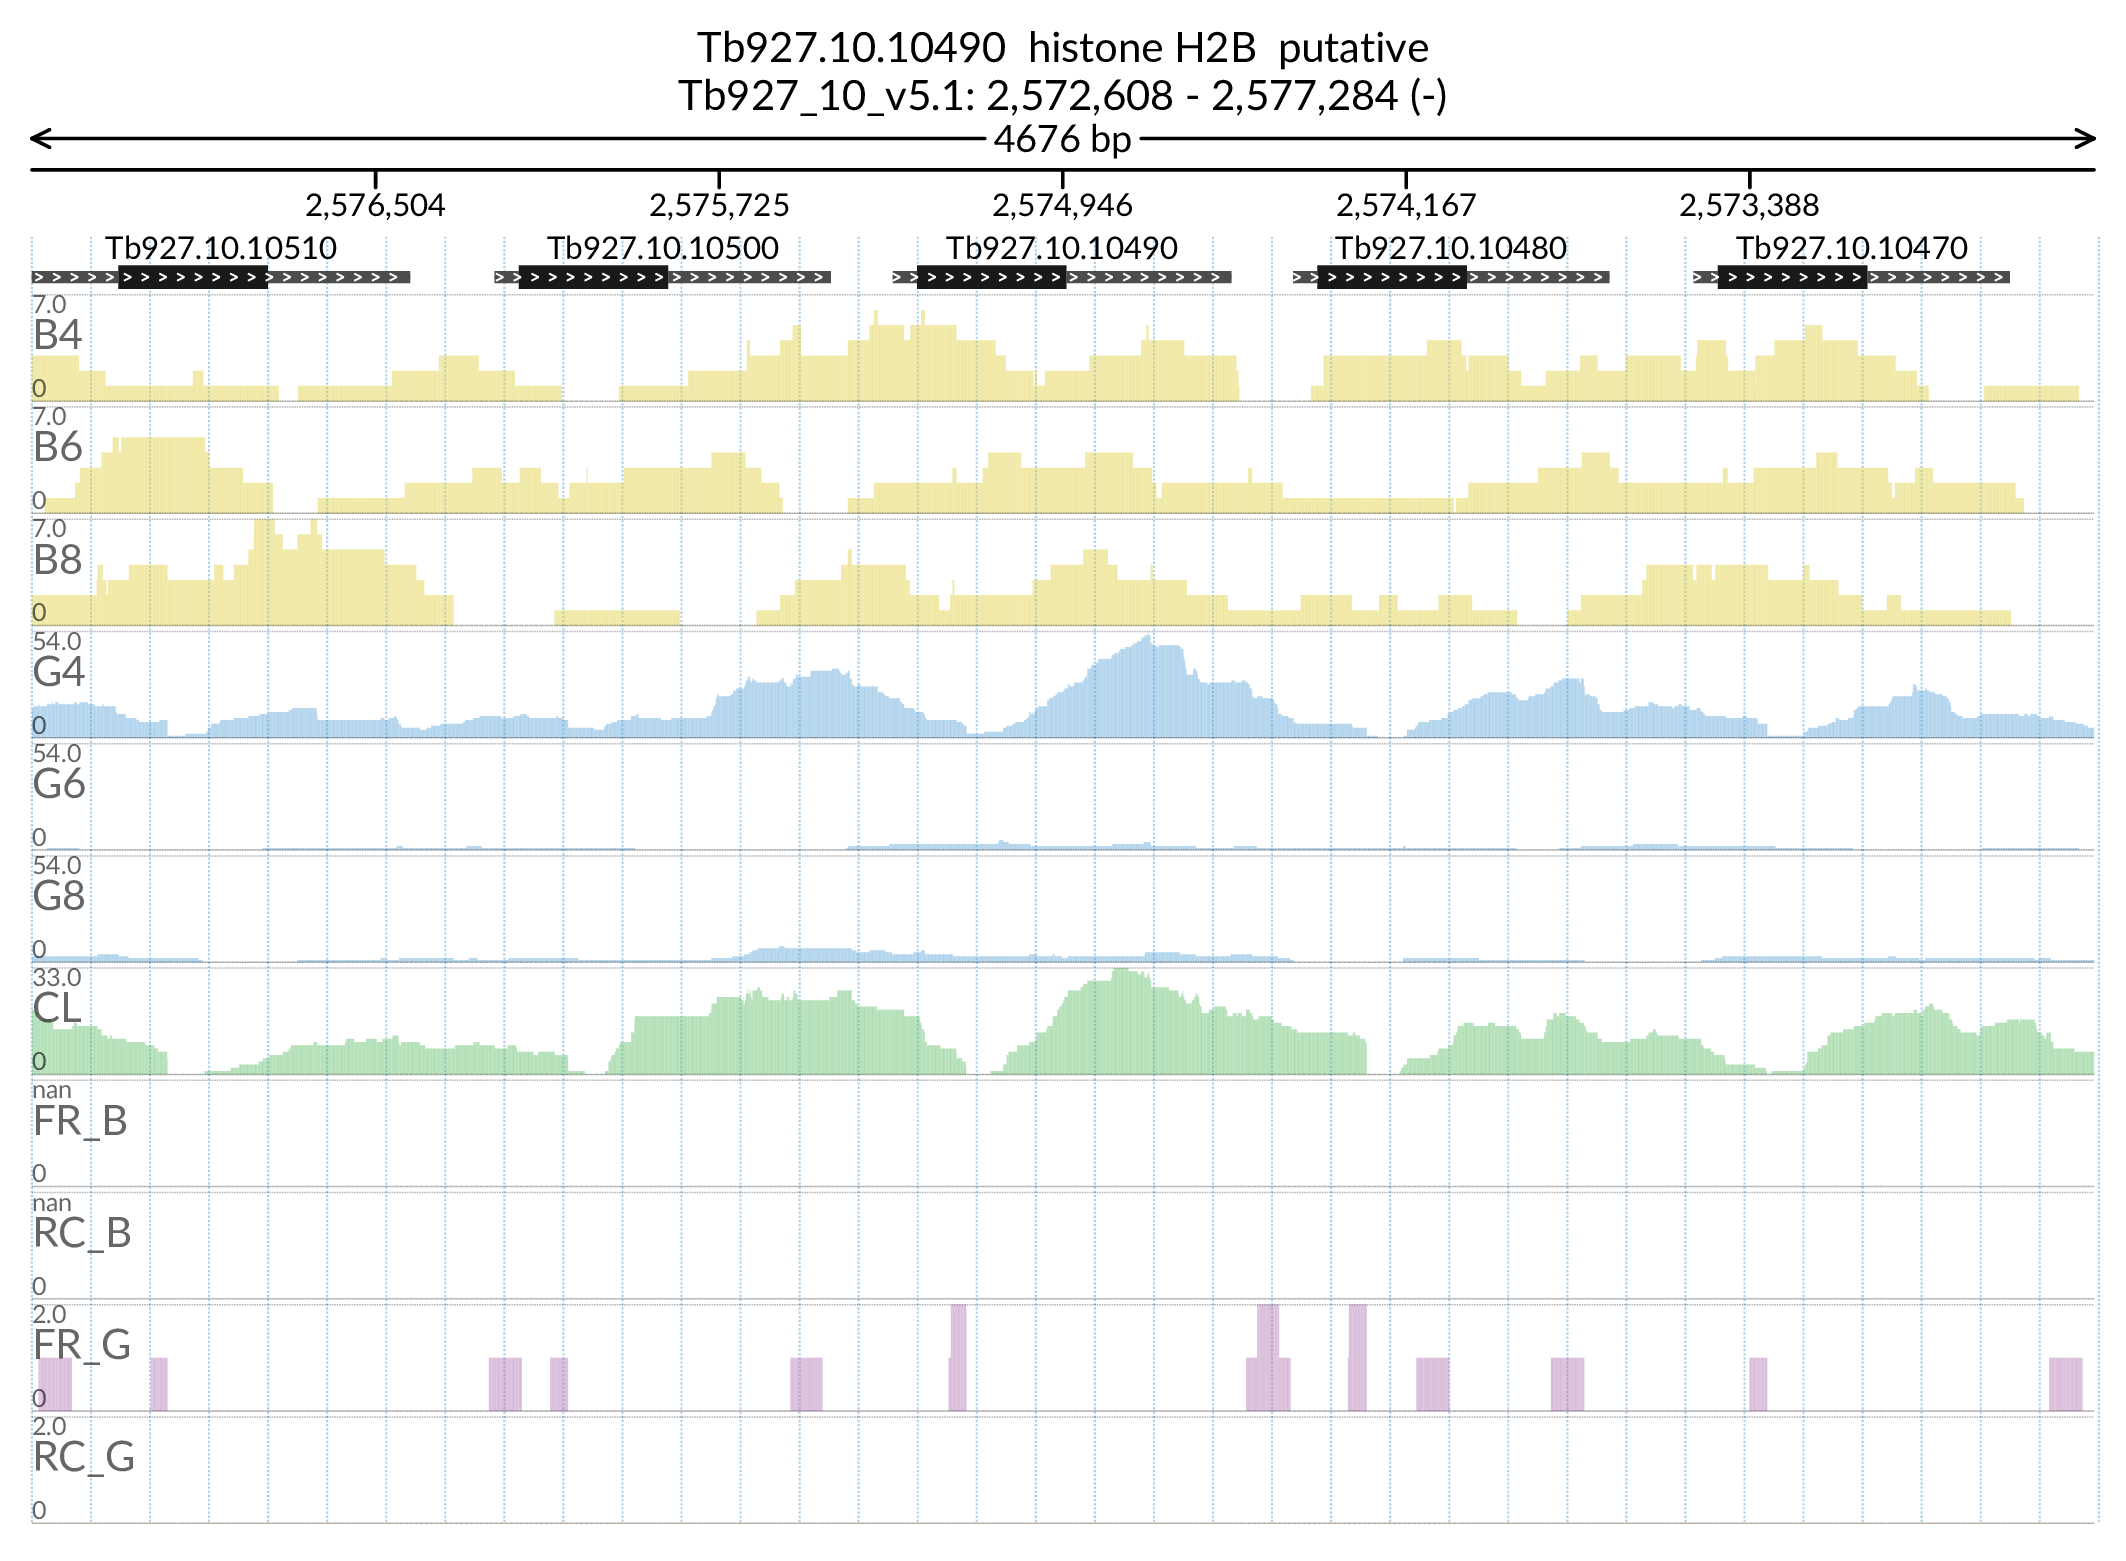 Tb927.10.10490  histone H2B  putative
Tb927_10_v5.1: 2,572,608 - 2,577,284 (-)
4676 bp
2,576,504 2,575,725 2,574,946 2,574,167 2,573,388
Tb927.10.10510 Tb927.10.10500 Tb927.10.10490 Tb927.10.10480 Tb927.10.10470
7.0
B4
0
7.0
B6
0
7.0
B8
0
54.0
G4
0
54.0
G6
0
54.0
G8
0
33.0
CL
0
nan
FR_B
0
nan
RC_B
0
2.0
FR_G
0
2.0
RC_G
0